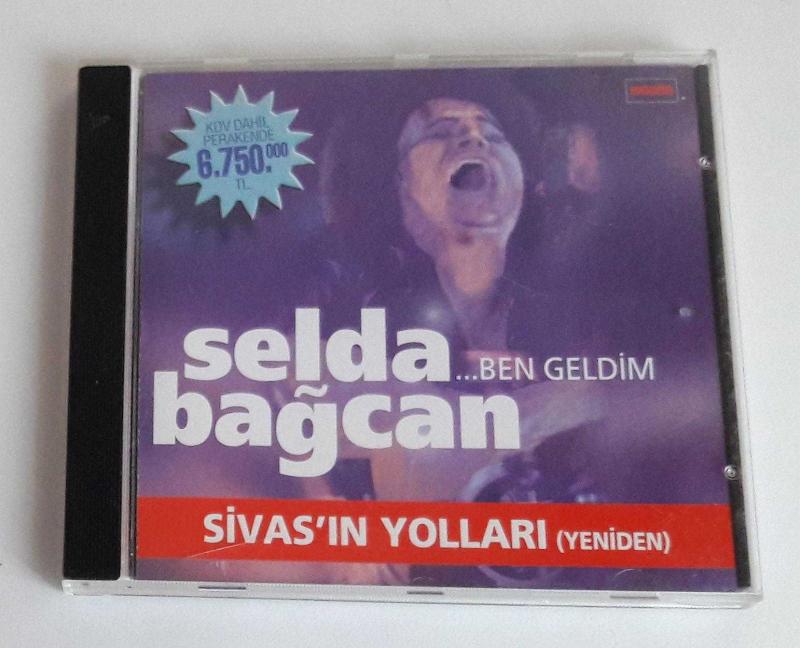 KDV DAHİL
PERAKENDE
6.750.000
TL.
selda
...BEN GELDİM
bağcan
SİVAS'IN YOLLARI (YENİDEN)